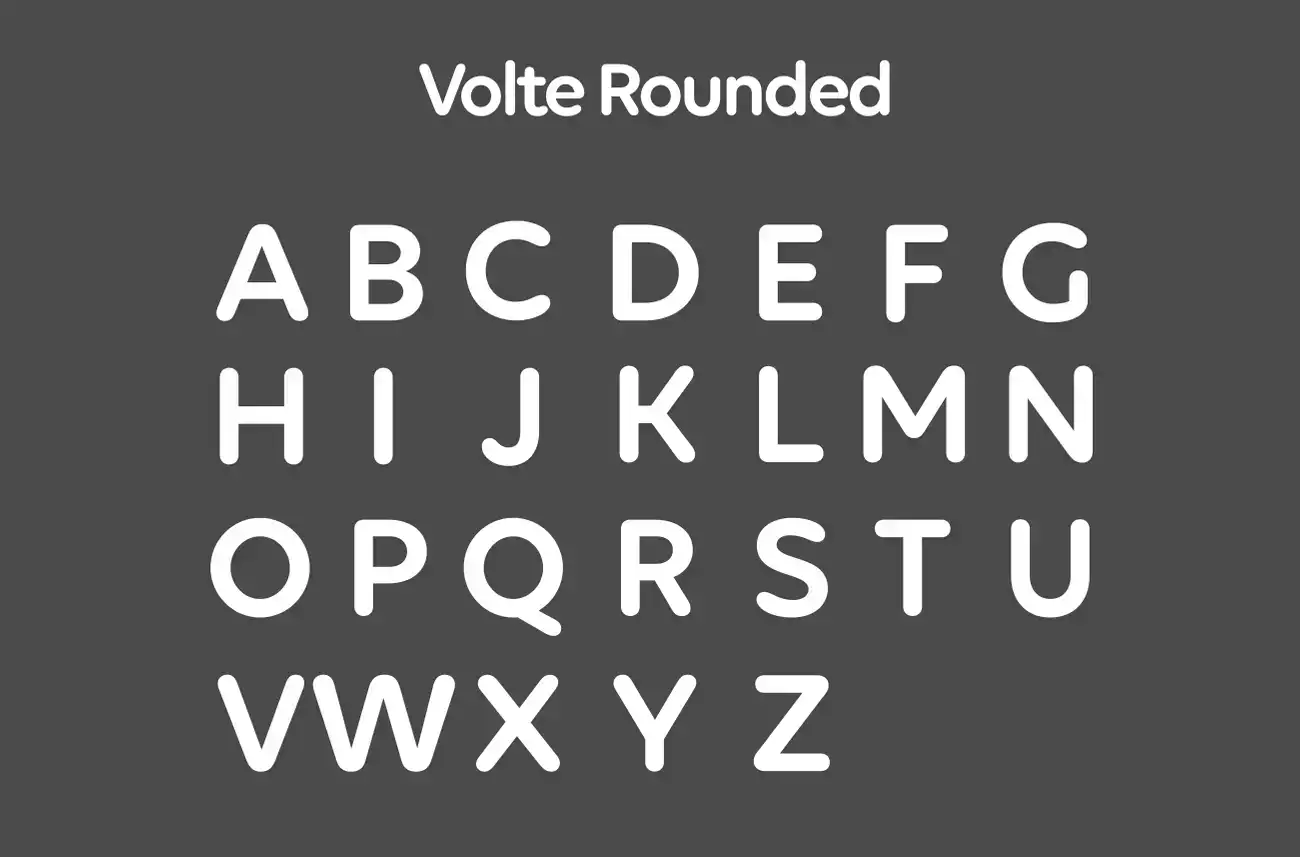 Volte Rounded
A B C D E F G
H I J K L M N
O P Q R S T U
V W X Y Z